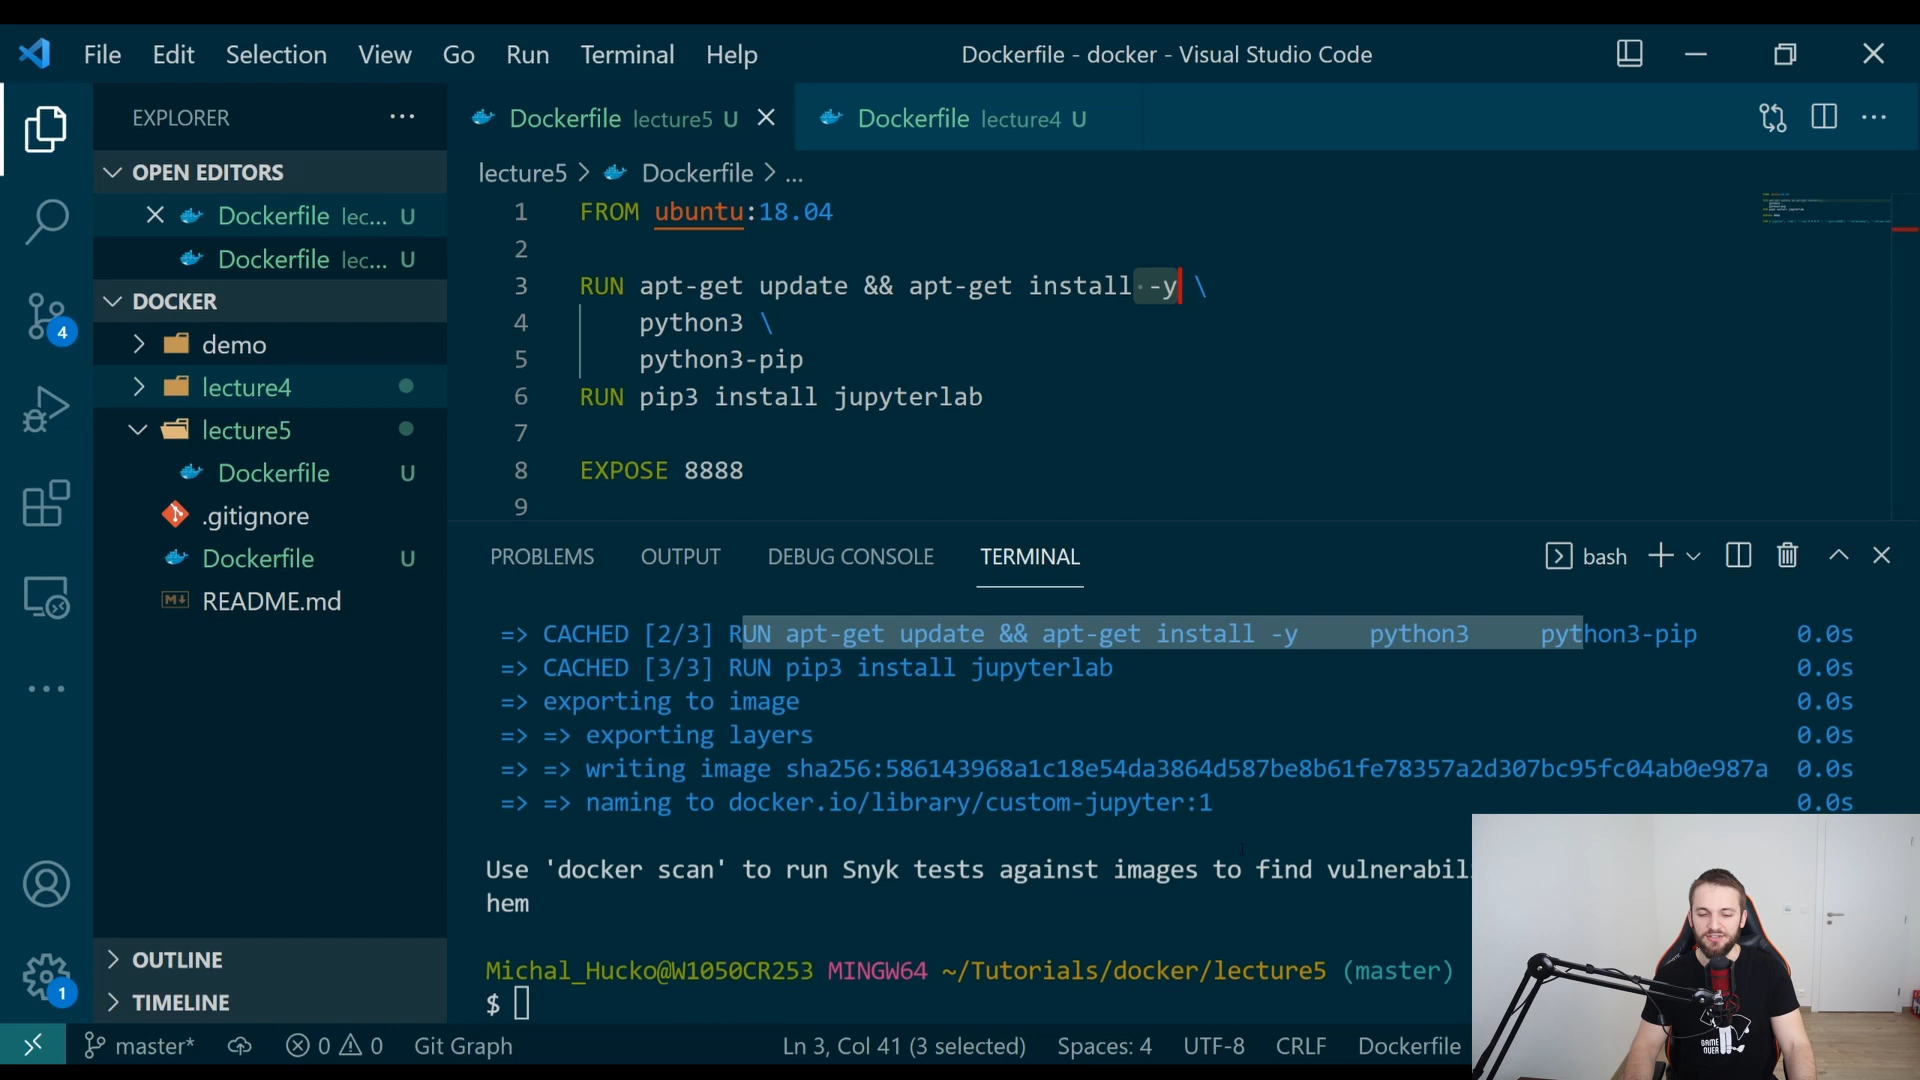 File Edit Selection View Go Run Terminal Help Dockerfile - docker - Visual Studio Code
EXPLORER
OPEN EDITORS
Dockerfile lec... U
Dockerfile lec... U
DOCKER
demo
lecture4
lecture5
Dockerfile U
.gitignore
Dockerfile U
README.md
OUTLINE
TIMELINE
4
1
Dockerfile lecture5 U
Dockerfile lecture4 U
lecture5 > Dockerfile > ...
1 FROM ubuntu:18.04
2
3 RUN apt-get update && apt-get install -y \
4 python3 \
5 python3-pip
6 RUN pip3 install jupyterlab
7
8 EXPOSE 8888
9
PROBLEMS OUTPUT DEBUG CONSOLE TERMINAL bash
=> CACHED [2/3] RUN apt-get update && apt-get install -y python3 python3-pip 0.0s
=> CACHED [3/3] RUN pip3 install jupyterlab 0.0s
=> exporting to image 0.0s
=> => exporting layers 0.0s
=> => writing image sha256:586143968a1c18e54da3864d587be8b61fe78357a2d307bc95fc04ab0e987a 0.0s
=> => naming to docker.io/library/custom-jupyter:1 0.0s
Use 'docker scan' to run Snyk tests against images to find vulnerabili
hem
Michal_Hucko@W1050CR253 MINGW64 ~/Tutorials/docker/lecture5 (master)
$
GAME
OVER
master* 0 0 Git Graph Ln 3, Col 41 (3 selected) Spaces: 4 UTF-8 CRLF Dockerfile